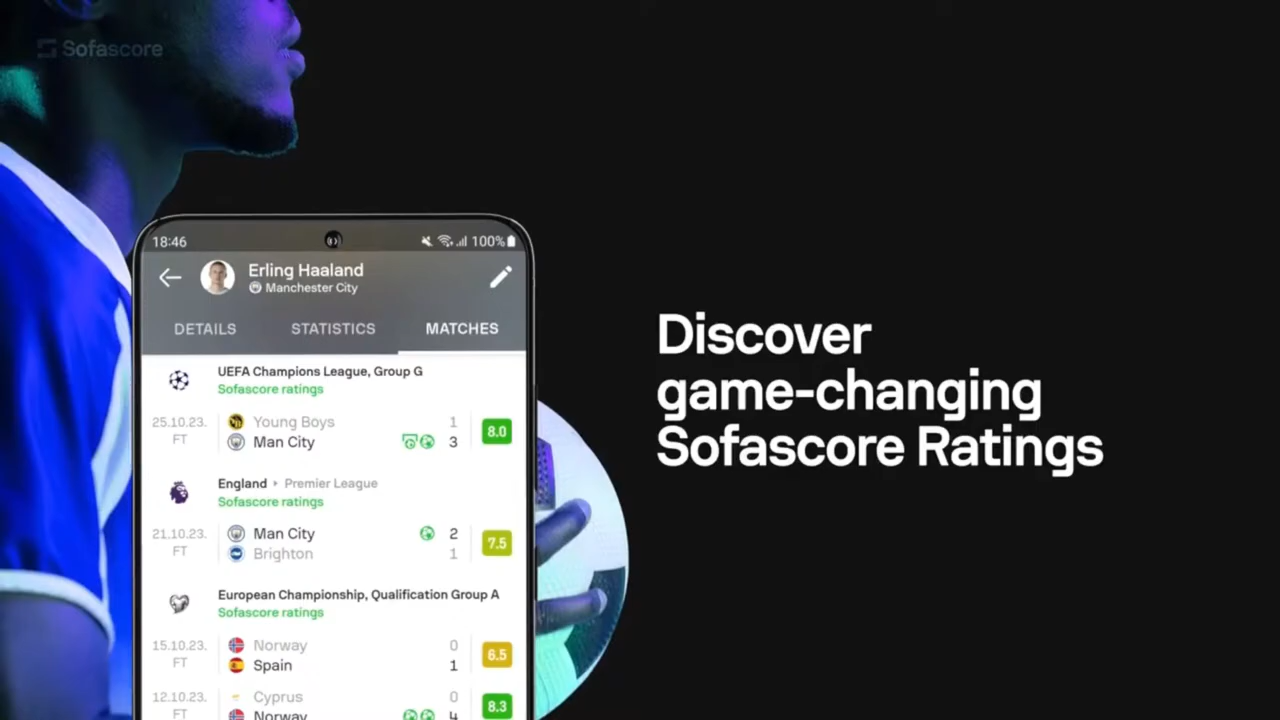 Sofascore
18:46
100%
Erling Haaland
Manchester City
DETAILS STATISTICS MATCHES
UEFA Champions League, Group G
Sofascore ratings
25.10.23. Young Boys 1
FT Man City 3
8.0
England Premier League
Sofascore ratings
21.10.23. Man City 2
FT Brighton 1
7.5
European Championship, Qualification Group A
Sofascore ratings
15.10.23. Norway 0
FT Spain 1
6.5
12.10.23. Cyprus 0
FT Norway 4
8.3
Discover
game-changing
Sofascore Ratings